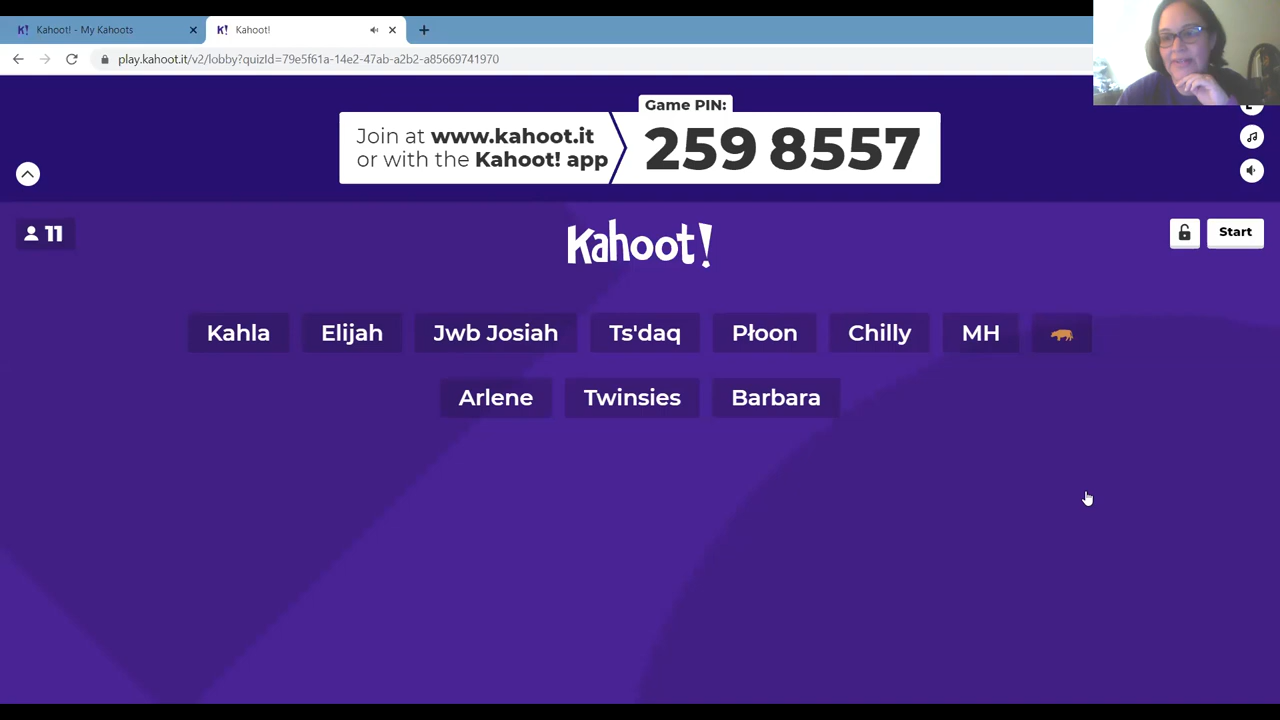 Kahoot! - My Kahoots
Kahoot!
play.kahoot.it/v2/lobby?quizId=79e5f61a-14e2-47ab-a2b2-a85669741970
Game PIN:
Join at www.kahoot.it
or with the Kahoot! app
259 8557
11
Kahoot!
Start
Kahla Elijah Jwb Josiah Ts'daq Płoon Chilly MH 🐂
Arlene Twinsies Barbara